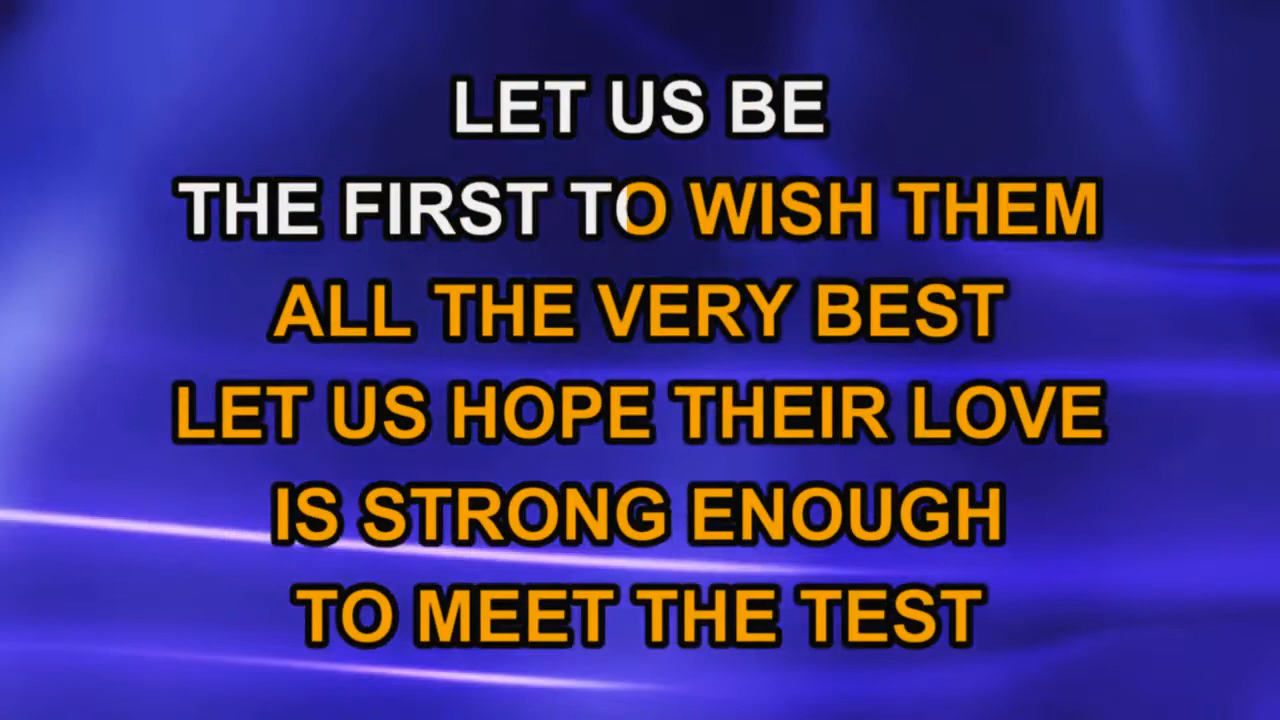 LET US BE
THE FIRST TO WISH THEM
ALL THE VERY BEST
LET US HOPE THEIR LOVE
IS STRONG ENOUGH
TO MEET THE TEST